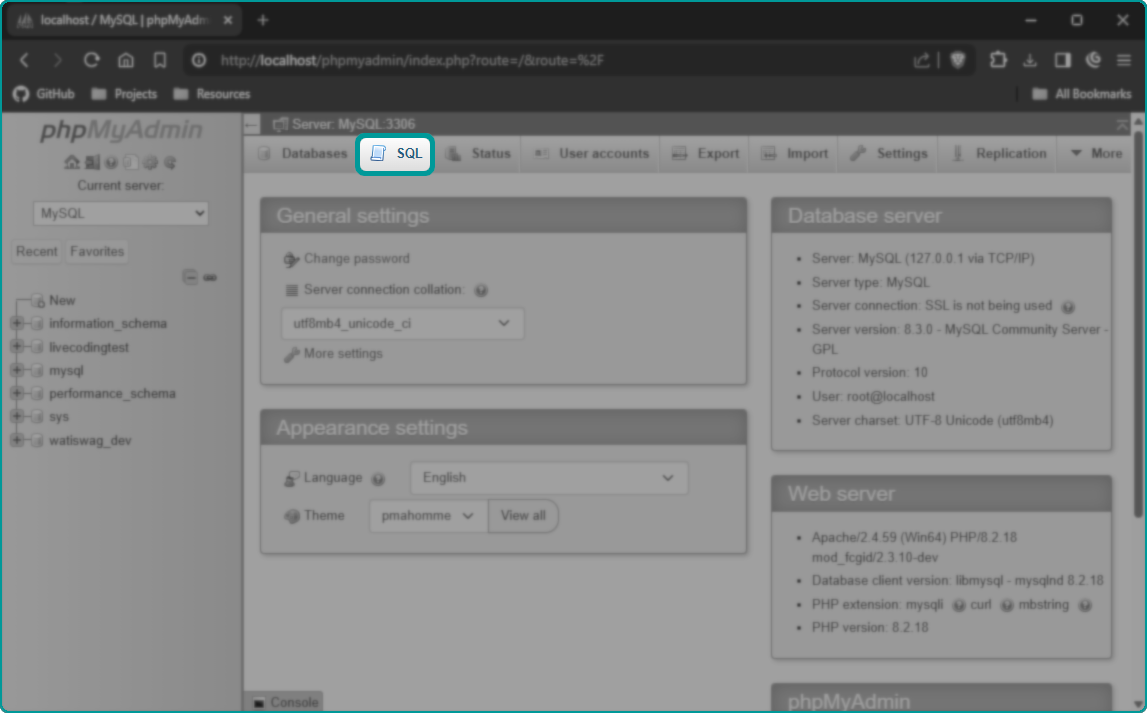 localhost / MySQL | phpMyAdm
http://localhost/phpmyadmin/index.php?route=/&route=%2F
GitHub Projects Resources All Bookmarks
phpMyAdmin
Current server:
MySQL
Recent Favorites
New
information_schema
livecodingtest
mysql
performance_schema
sys
watiswag_dev
Server: MySQL:3306
Databases SQL Status User accounts Export Import Settings Replication More
General settings
Change password
Server connection collation:
utf8mb4_unicode_ci
More settings
Appearance settings
Language English
Theme pmahomme View all
Database server
Server: MySQL (127.0.0.1 via TCP/IP)
Server type: MySQL
Server connection: SSL is not being used
Server version: 8.3.0 - MySQL Community Server -
GPL
Protocol version: 10
User: root@localhost
Server charset: UTF-8 Unicode (utf8mb4)
Web server
Apache/2.4.59 (Win64) PHP/8.2.18
mod_fcgid/2.3.10-dev
Database client version: libmysql - mysqlnd 8.2.18
PHP extension: mysqli curl mbstring
PHP version: 8.2.18
phpMyAdmin
Console